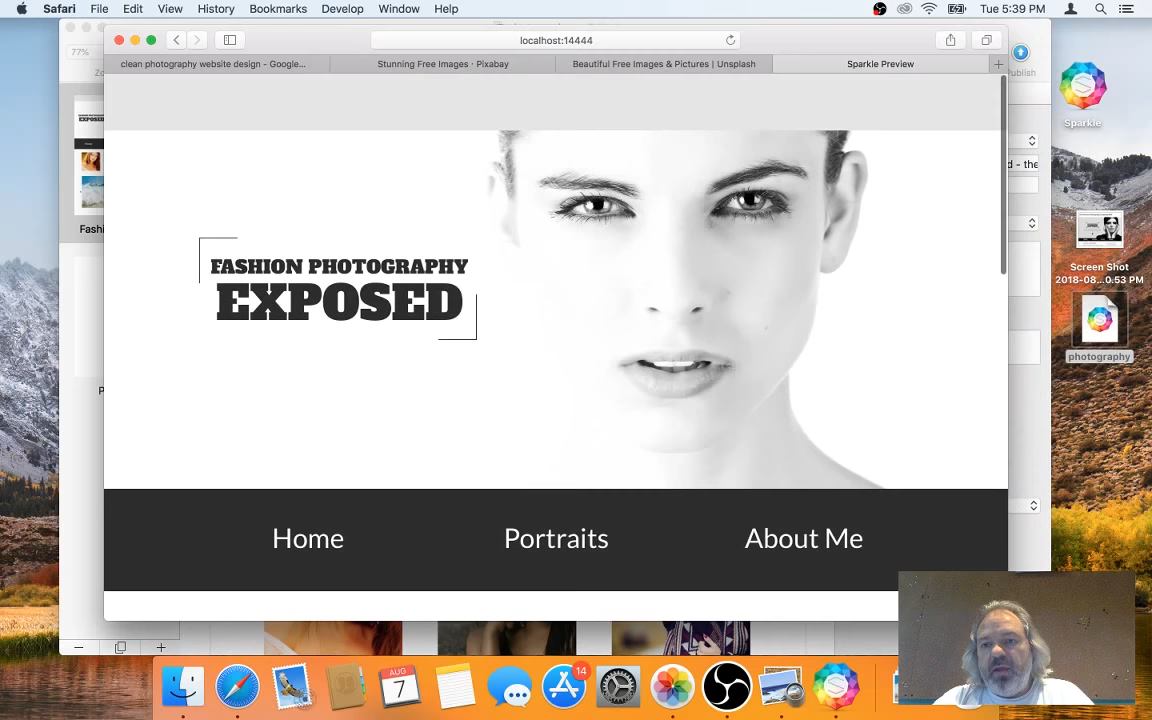 Safari File Edit View History Bookmarks Develop Window Help Tue 5:39 PM
77%
localhost:14444
clean photography website design - Google... Stunning Free Images · Pixabay Beautiful Free Images & Pictures | Unsplash Sparkle Preview
Publish
Sparkle
FASHION PHOTOGRAPHY
EXPOSED
d - the
Fashi
Screen Shot
2018-08...0.53 PM
photography
Home Portraits About Me
AUG
7
14